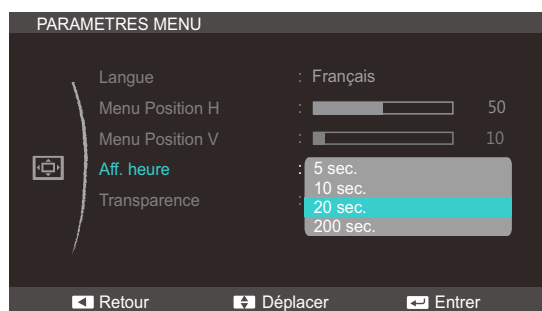 PARAMETRES MENU
Langue : Français
Menu Position H : 50
Menu Position V : 10
Aff. heure : 5 sec.
10 sec.
Transparence : 20 sec.
200 sec.
Retour Déplacer Entrer